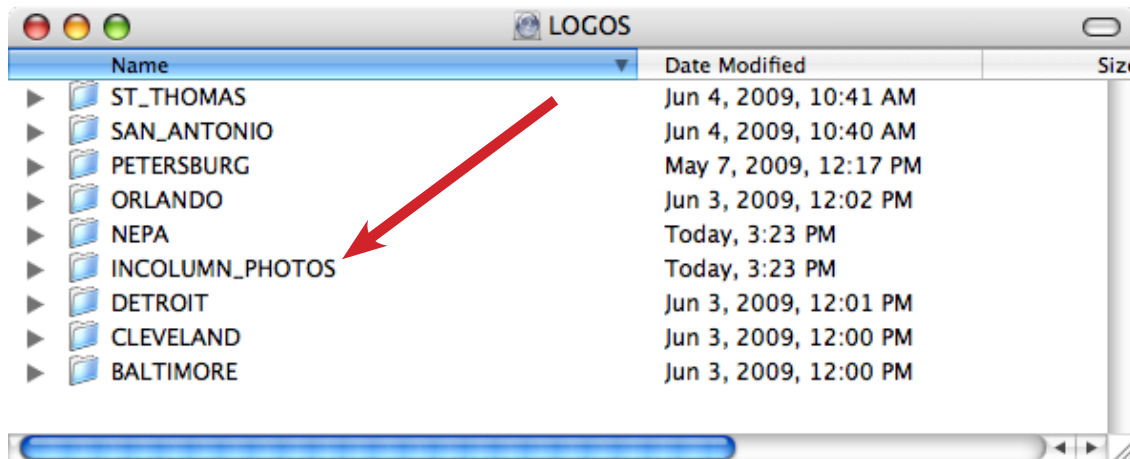 LOGOS
Name Date Modified Size
ST_THOMAS Jun 4, 2009, 10:41 AM
SAN_ANTONIO Jun 4, 2009, 10:40 AM
PETERSBURG May 7, 2009, 12:17 PM
ORLANDO Jun 3, 2009, 12:02 PM
NEPA Today, 3:23 PM
INCOLUMN_PHOTOS Today, 3:23 PM
DETROIT Jun 3, 2009, 12:01 PM
CLEVELAND Jun 3, 2009, 12:00 PM
BALTIMORE Jun 3, 2009, 12:00 PM